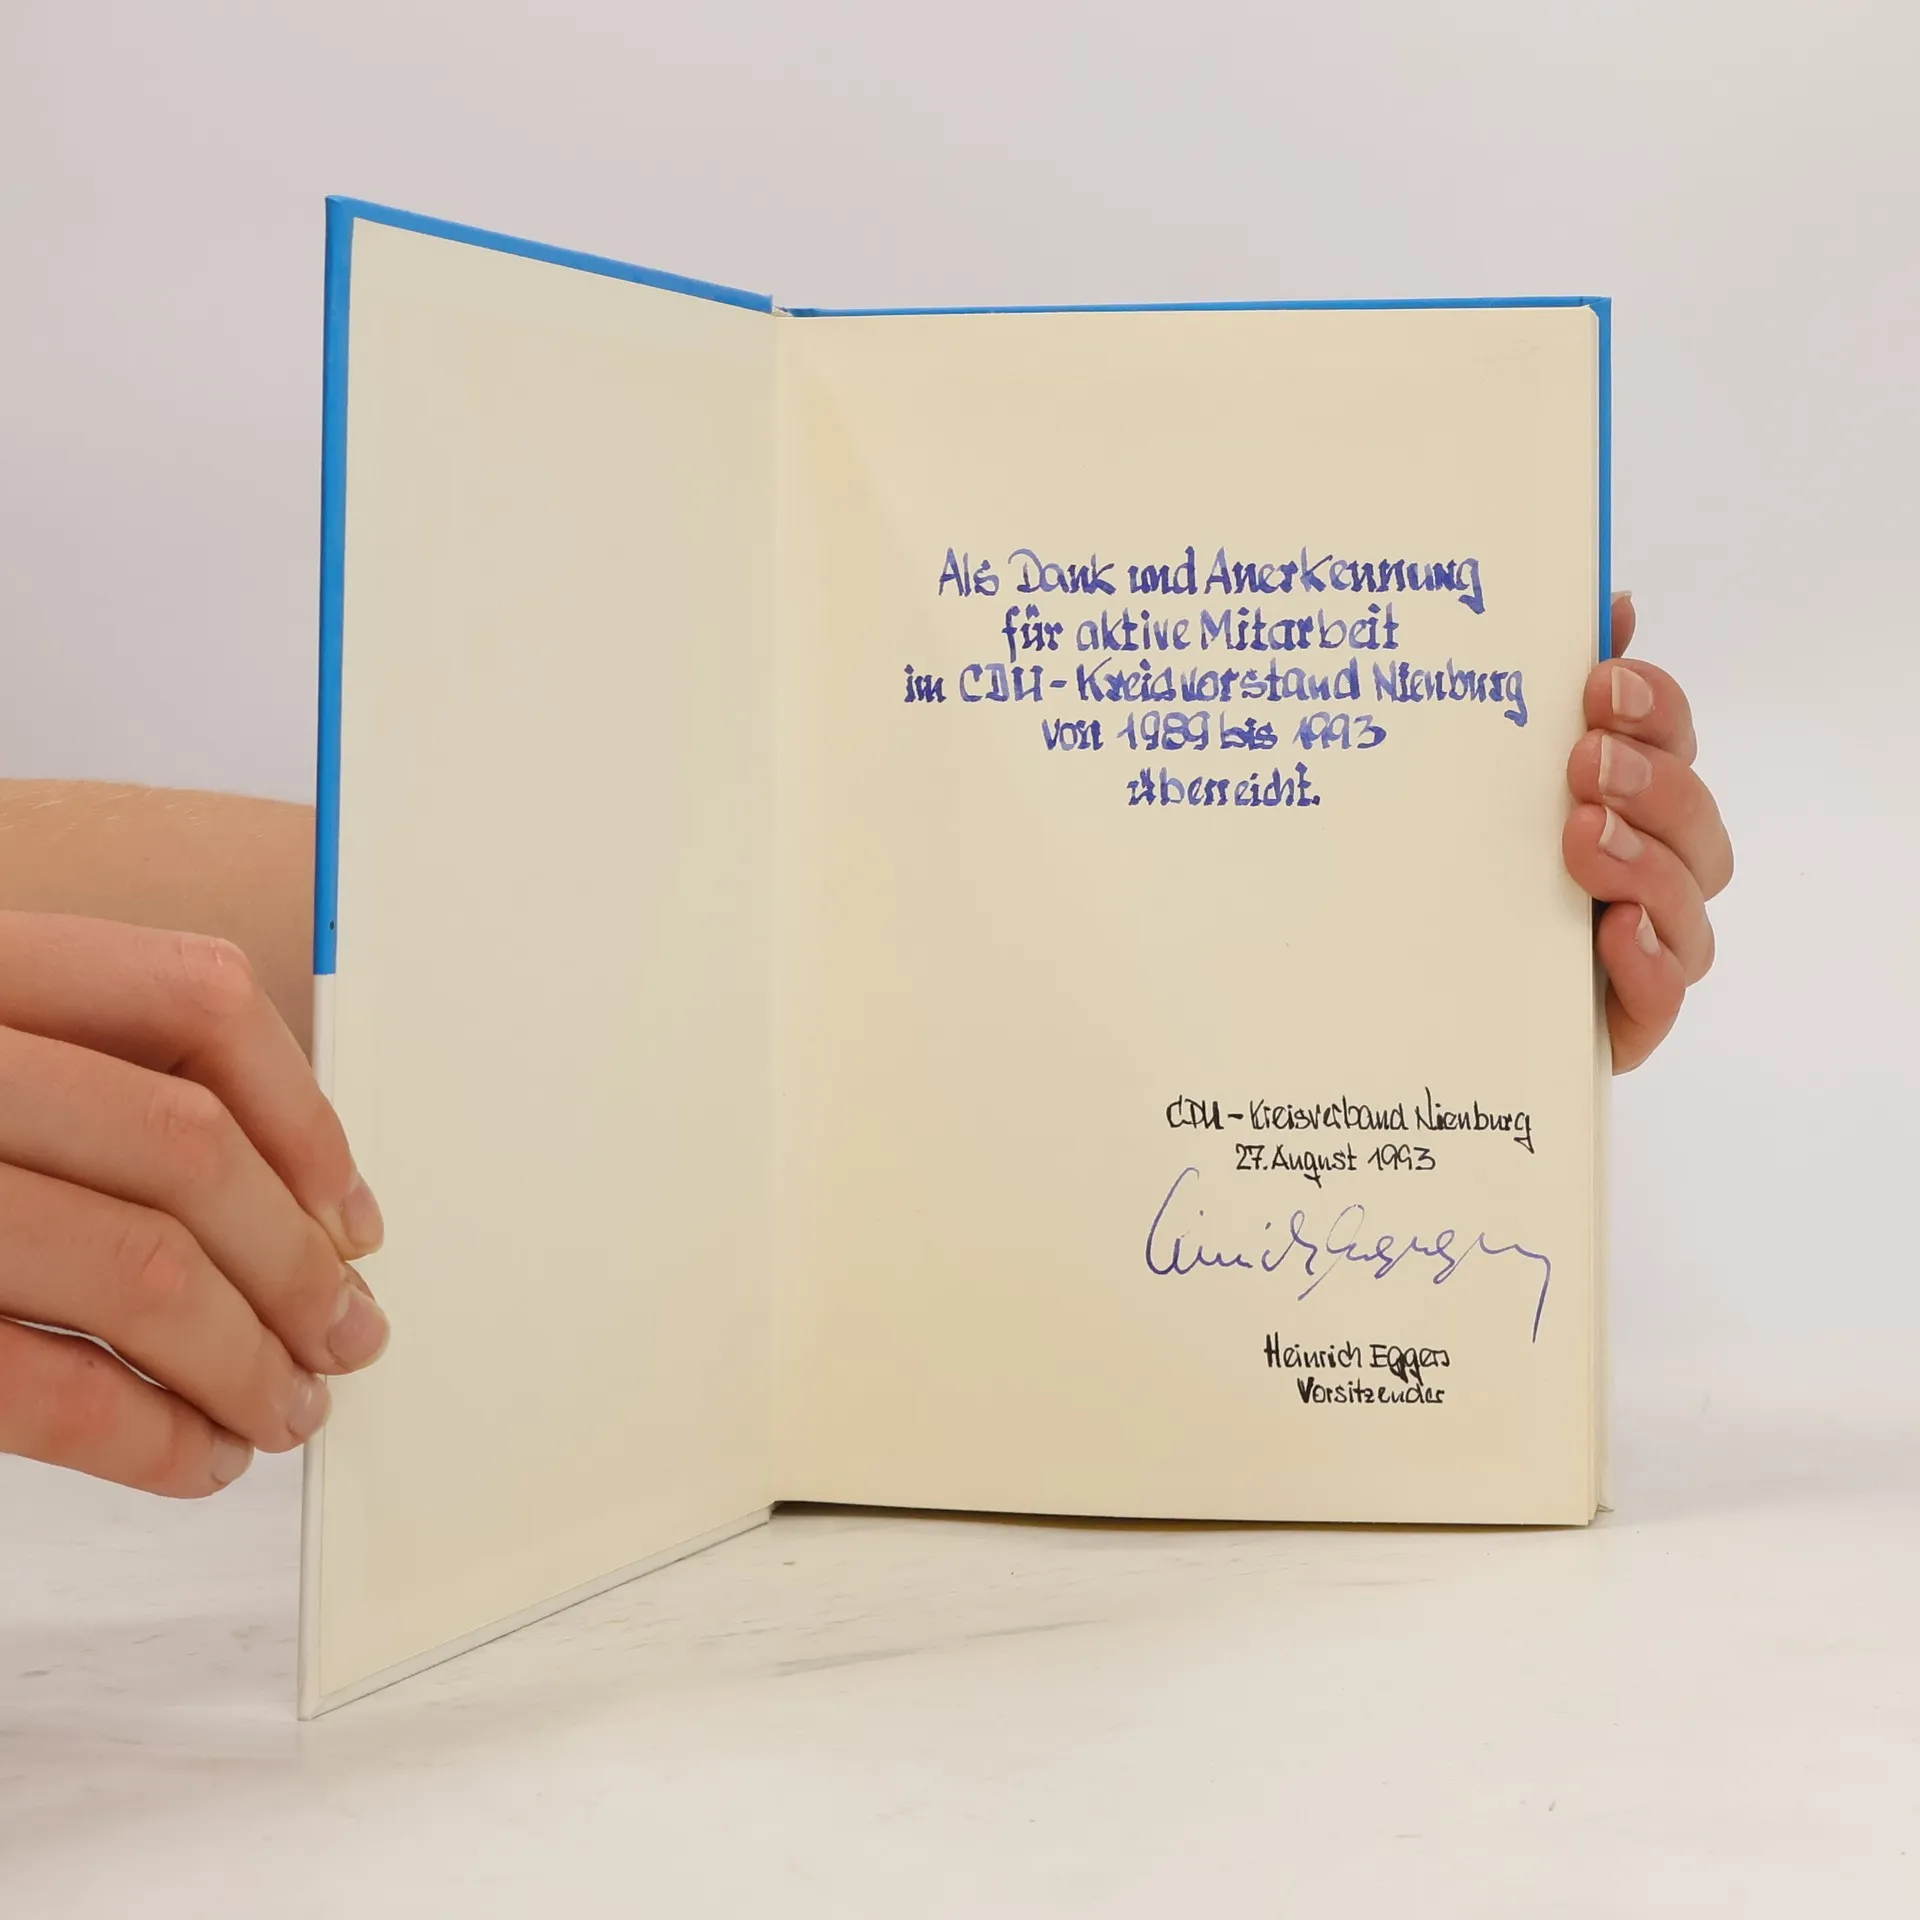 Als Dank und Anerkennung
für aktive Mitarbeit
im CDU-Kreisvorstand Nienburg
von 1989 bis 1993
überreicht.
CDU-Kreisverband Nienburg
27. August 1993
Heinrich Eggers
Vorsitzender